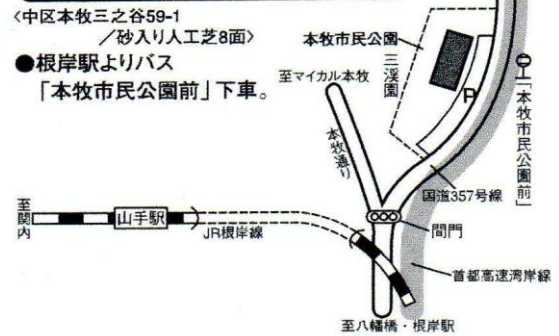 〈中区本牧三之谷59-1
／砂入り人工芝8面〉
●根岸駅よりバス
「本牧市民公園前」下車。
本牧市民公園
三渓園
至マイカル本牧
P
「本牧市民公園前」
本牧通り
国道357号線
至関内
山手駅
JR根岸線
間門
首都高速湾岸線
至八幡橋・根岸駅